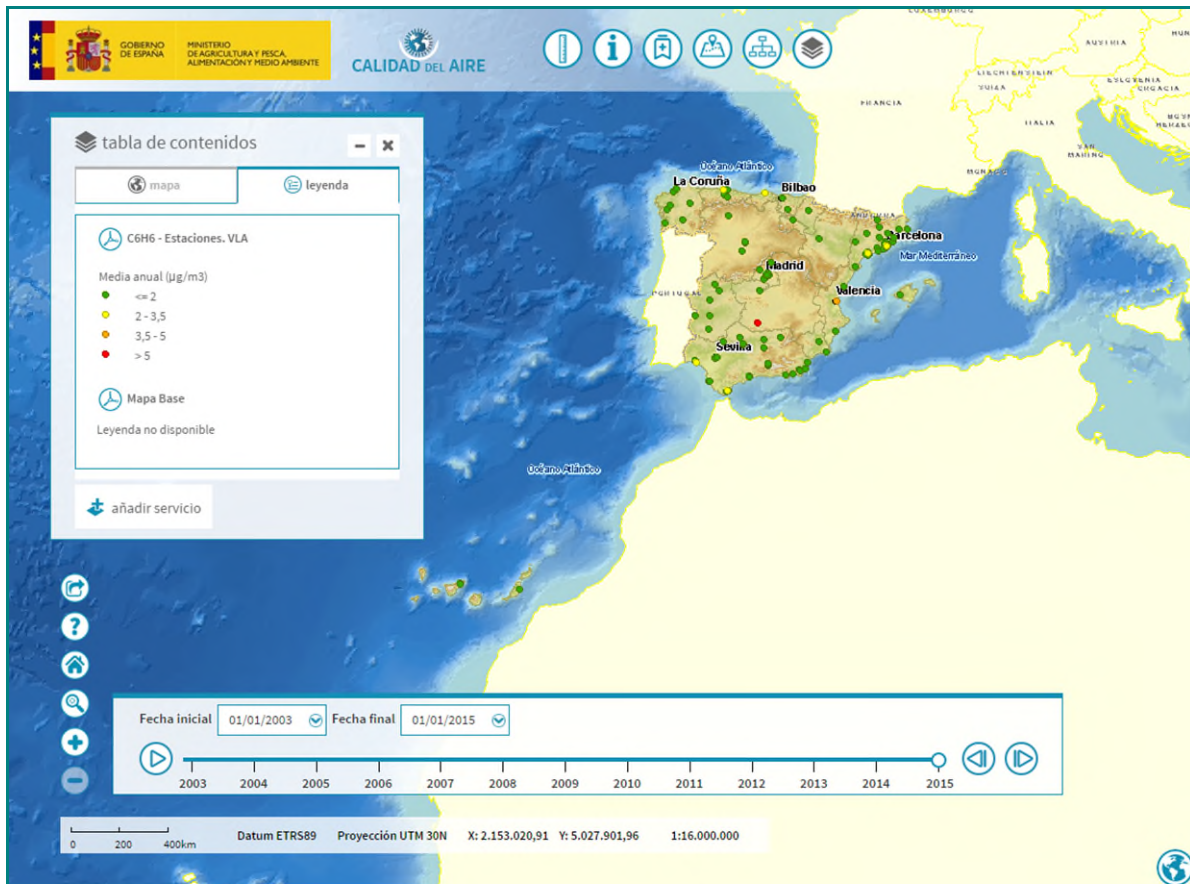 GOBIERNO
DE ESPAÑA
MINISTERIO
DE AGRICULTURA Y PESCA,
ALIMENTACIÓN Y MEDIO AMBIENTE
CALIDAD DEL AIRE
tabla de contenidos
mapa
leyenda
C6H6 - Estaciones. VLA
Media anual (µg/m3)
<= 2
2 - 3,5
3,5 - 5
> 5
Mapa Base
Leyenda no disponible
añadir servicio
AUSTRIA
LIECHTENSTEIN
SUIZA
ESLOVENIA
CROACIA
FRANCIA
ITALIA
SAN
MARINO
MONACO
Océano Atlántico
La Coruña
Bilbao
ANDORRA
Barcelona
Mar Mediterráneo
Madrid
PORTUGAL
Valencia
Sevilla
Océano Atlántico
Fecha inicial 01/01/2003 Fecha final 01/01/2015
2003 2004 2005 2006 2007 2008 2009 2010 2011 2012 2013 2014 2015
0 200 400km
Datum ETRS89 Proyección UTM 30N X: 2.153.020,91 Y: 5.027.901,96 1:16.000.000